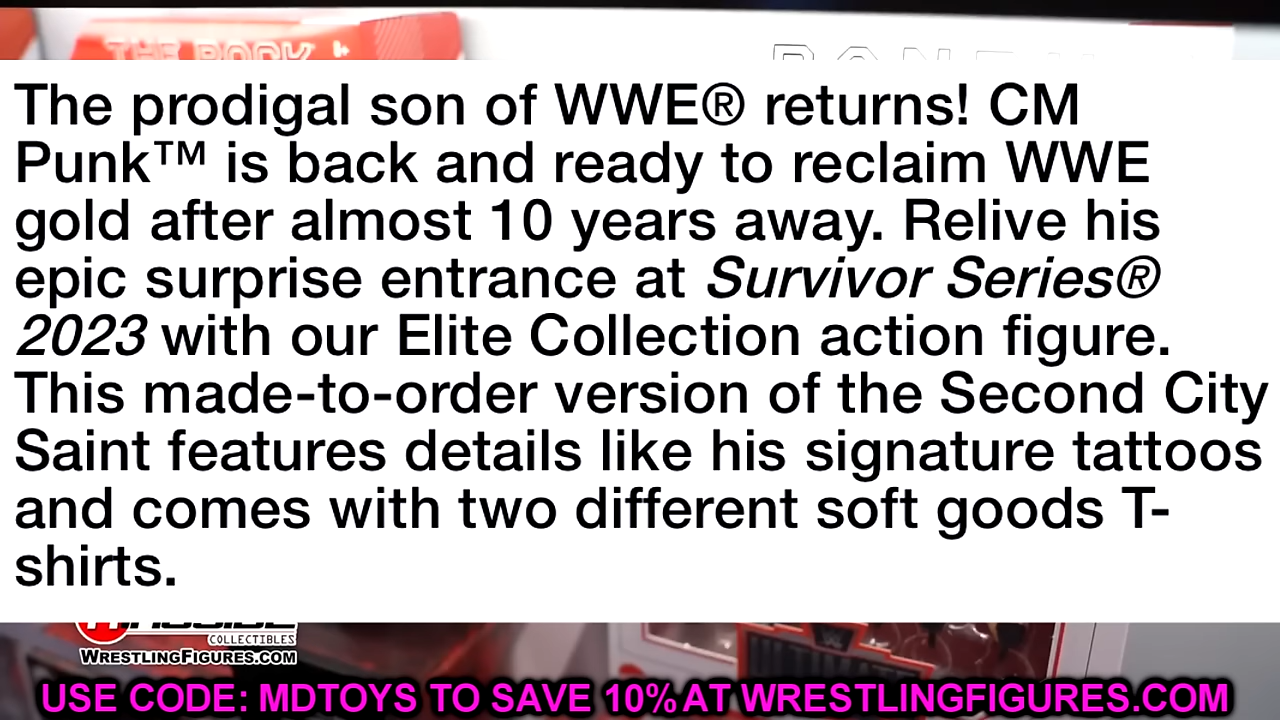 THE ROCK
The prodigal son of WWE® returns! CM
Punk™ is back and ready to reclaim WWE
gold after almost 10 years away. Relive his
epic surprise entrance at Survivor Series®
2023 with our Elite Collection action figure.
This made-to-order version of the Second City
Saint features details like his signature tattoos
and comes with two different soft goods T-
shirts.
COLLECTIBLES
WRESTLINGFIGURES.COM
USE CODE: MDTOYS TO SAVE 10% AT WRESTLINGFIGURES.COM